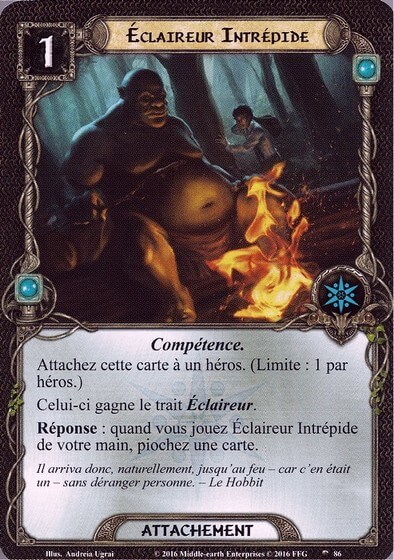 1
Éclaireur Intrépide
Compétence.
Attachez cette carte à un héros. (Limite : 1 par
héros.)
Celui-ci gagne le trait Éclaireur.
Réponse : quand vous jouez Éclaireur Intrépide
de votre main, piochez une carte.
Il arriva donc, naturellement, jusqu'au feu – car c'en était
un – sans déranger personne. – Le Hobbit
Attachement
Illus. Andreia Ugrai © 2016 Middle-earth Enterprises © 2016 FFG 86